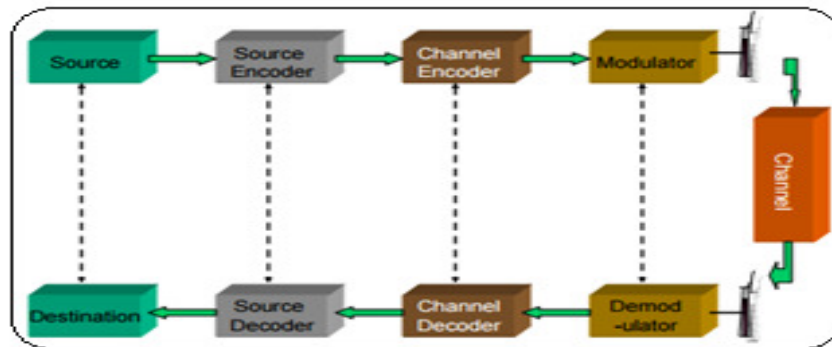 Source
Source
Encoder
Channel
Encoder
Modulator
Channel
Destination
Source
Decoder
Channel
Decoder
Demod
-ulator